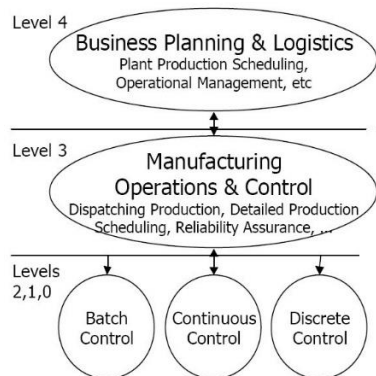 Level 4
Business Planning & Logistics
Plant Production Scheduling,
Operational Management, etc
Level 3
Manufacturing
Operations & Control
Dispatching Production, Detailed Production
Scheduling, Reliability Assurance, ...
Levels
2,1,0
Batch
Control
Continuous
Control
Discrete
Control